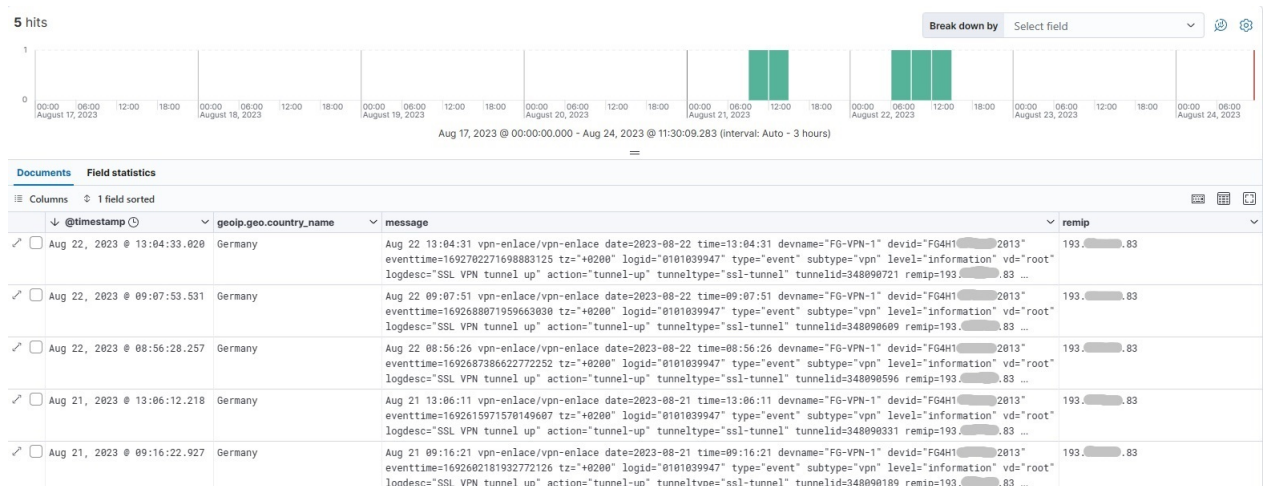 5 hits
Break down by Select field
1
0
00:00 06:00 12:00 18:00 00:00 06:00 12:00 18:00 00:00 06:00 12:00 18:00 00:00 06:00 12:00 18:00 00:00 06:00 12:00 18:00 00:00 06:00 12:00 18:00 00:00 06:00 12:00 18:00 00:00 06:00
August 17, 2023 August 18, 2023 August 19, 2023 August 20, 2023 August 21, 2023 August 22, 2023 August 23, 2023 August 24, 2023
Aug 17, 2023 @ 00:00:00.000 - Aug 24, 2023 @ 11:30:09.283 (interval: Auto - 3 hours)
Documents Field statistics
Columns 1 field sorted
@timestamp geoip.geo.country_name message remip
Aug 22, 2023 @ 13:04:33.020 Germany Aug 22 13:04:31 vpn-enlace/vpn-enlace date=2023-08-22 time=13:04:31 devname="FG-VPN-1" devid="FG4H1 2013" 193. .83
eventtime=1692702271698883125 tz="+0200" logid="0101039947" type="event" subtype="vpn" level="information" vd="root"
logdesc="SSL VPN tunnel up" action="tunnel-up" tunneltype="ssl-tunnel" tunnelid=348090721 remip=193. .83 ...
Aug 22, 2023 @ 09:07:53.531 Germany Aug 22 09:07:51 vpn-enlace/vpn-enlace date=2023-08-22 time=09:07:51 devname="FG-VPN-1" devid="FG4H1 2013" 193. .83
eventtime=1692688071959663030 tz="+0200" logid="0101039947" type="event" subtype="vpn" level="information" vd="root"
logdesc="SSL VPN tunnel up" action="tunnel-up" tunneltype="ssl-tunnel" tunnelid=348090609 remip=193. .83 ...
Aug 22, 2023 @ 08:56:28.257 Germany Aug 22 08:56:26 vpn-enlace/vpn-enlace date=2023-08-22 time=08:56:26 devname="FG-VPN-1" devid="FG4H1 2013" 193. .83
eventtime=1692687386622772252 tz="+0200" logid="0101039947" type="event" subtype="vpn" level="information" vd="root"
logdesc="SSL VPN tunnel up" action="tunnel-up" tunneltype="ssl-tunnel" tunnelid=348090596 remip=193. .83 ...
Aug 21, 2023 @ 13:06:12.218 Germany Aug 21 13:06:11 vpn-enlace/vpn-enlace date=2023-08-21 time=13:06:11 devname="FG-VPN-1" devid="FG4H1 2013" 193. .83
eventtime=1692615971570149607 tz="+0200" logid="0101039947" type="event" subtype="vpn" level="information" vd="root"
logdesc="SSL VPN tunnel up" action="tunnel-up" tunneltype="ssl-tunnel" tunnelid=348090331 remip=193. .83 ...
Aug 21, 2023 @ 09:16:22.927 Germany Aug 21 09:16:21 vpn-enlace/vpn-enlace date=2023-08-21 time=09:16:21 devname="FG-VPN-1" devid="FG4H1 2013" 193. .83
eventtime=1692602181932772126 tz="+0200" logid="0101039947" type="event" subtype="vpn" level="information" vd="root"
logdesc="SSL VPN tunnel up" action="tunnel-up" tunneltype="ssl-tunnel" tunnelid=348090189 remip=193. .83 ...